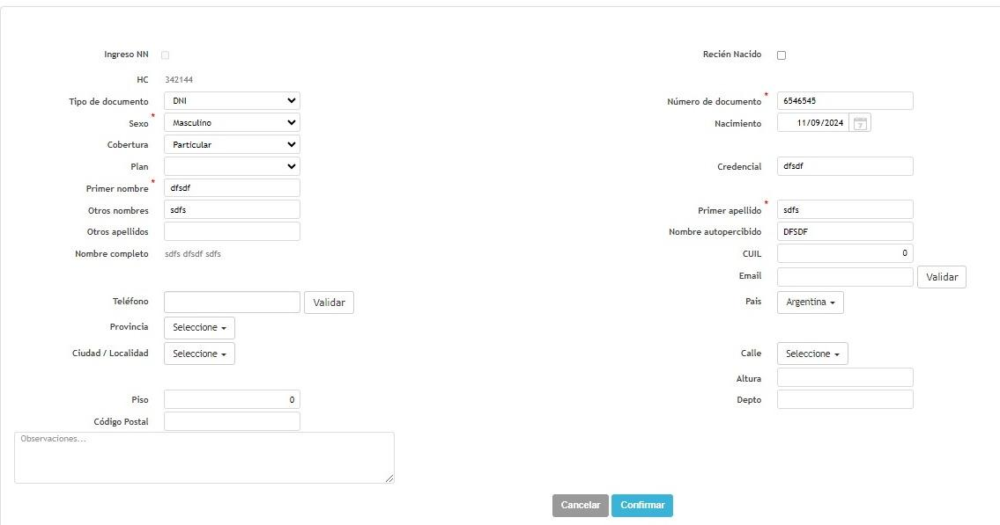 Ingreso NN Recién Nacido
HC 342144
Tipo de documento DNI Número de documento * 6546545
Sexo * Masculino Nacimiento 11/09/2024 7
Cobertura Particular
Plan Credencial dfsdf
Primer nombre * dfsdf
Otros nombres sdfs Primer apellido * sdfs
Otros apellidos Nombre autopercibido DFSDF
Nombre completo sdfs dfsdf sdfs CUIL 0
Email Validar
Teléfono Validar Pais Argentina
Provincia Seleccione
Ciudad / Localidad Seleccione Calle Seleccione
Altura
Piso 0 Depto
Código Postal
Observaciones...
Cancelar Confirmar